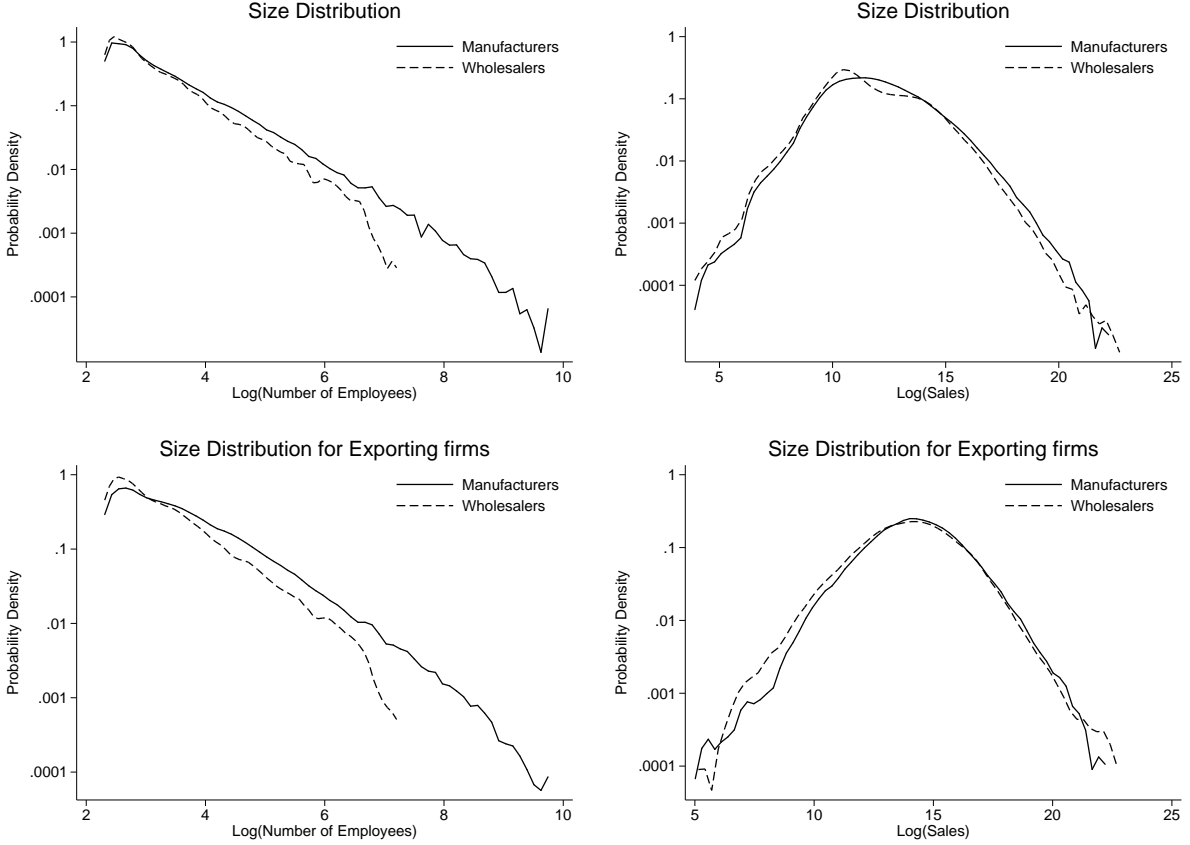 Size Distribution
Probability Density
1
.1
.01
.001
.0001
Manufacturers
Wholesalers
2 4 6 8 10
Log(Number of Employees)
Size Distribution
Probability Density
1
.1
.01
.001
.0001
Manufacturers
Wholesalers
5 10 15 20 25
Log(Sales)
Size Distribution for Exporting firms
Probability Density
1
.1
.01
.001
.0001
Manufacturers
Wholesalers
2 4 6 8 10
Log(Number of Employees)
Size Distribution for Exporting firms
Probability Density
1
.1
.01
.001
.0001
Manufacturers
Wholesalers
5 10 15 20 25
Log(Sales)